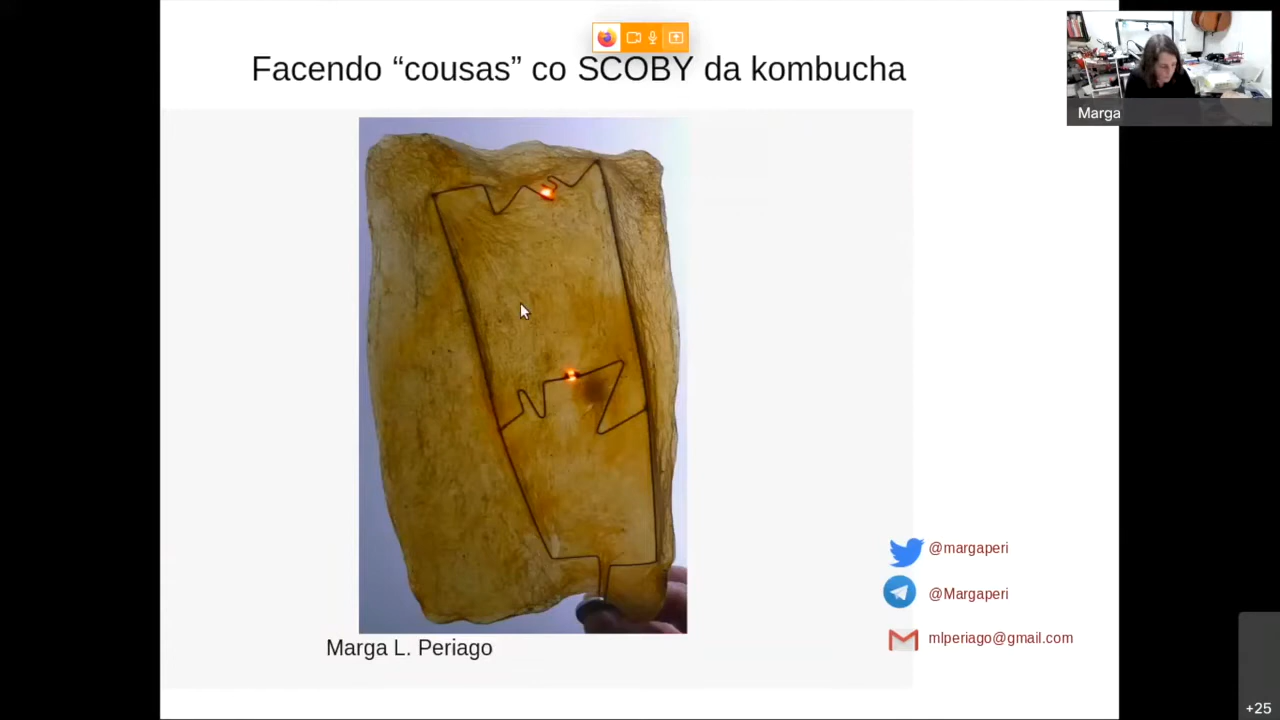 Facendo “cousas” co SCOBY da kombucha
Marga
@margaperi
@Margaperi
mlperiago@gmail.com
Marga L. Periago
+25